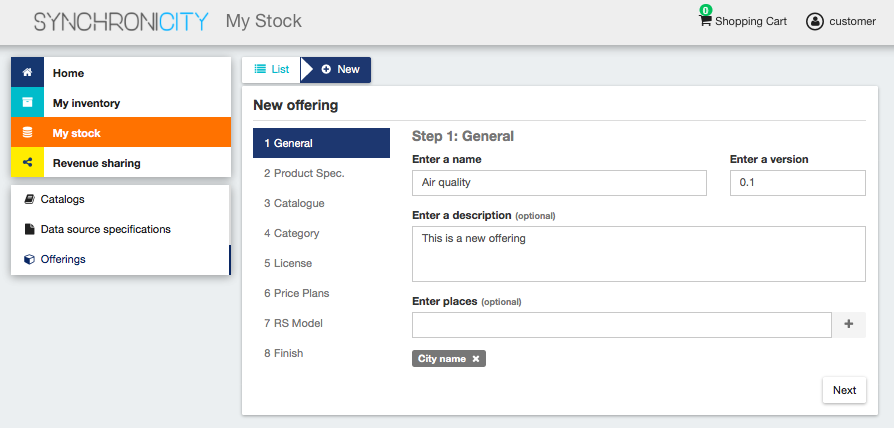 SYNCHRONICITY My Stock
0
Shopping Cart
customer
Home
My inventory
My stock
Revenue sharing
Catalogs
Data source specifications
Offerings
List
New
New offering
1 General
2 Product Spec.
3 Catalogue
4 Category
5 License
6 Price Plans
7 RS Model
8 Finish
Step 1: General
Enter a name
Enter a version
Air quality
0.1
Enter a description (optional)
This is a new offering
Enter places (optional)
+
City name ×
Next